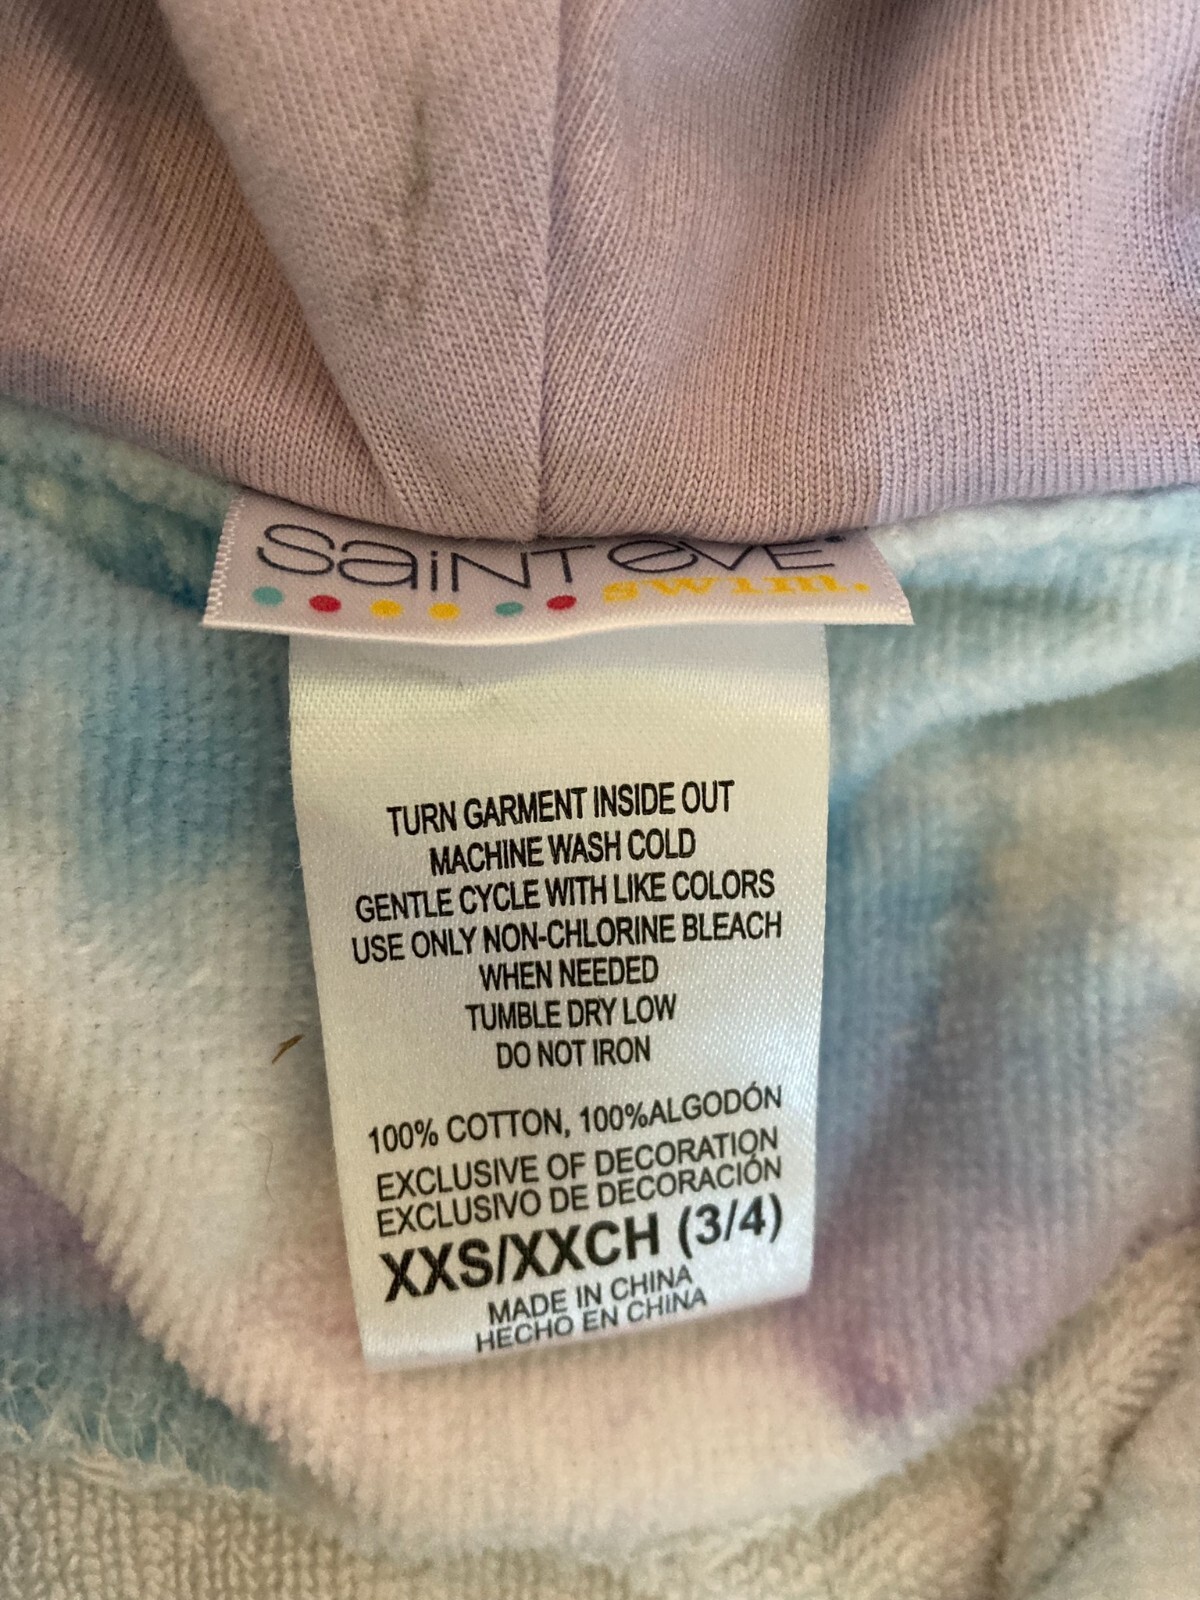 SaiNT EVE
swim.
TURN GARMENT INSIDE OUT
MACHINE WASH COLD
GENTLE CYCLE WITH LIKE COLORS
USE ONLY NON-CHLORINE BLEACH
WHEN NEEDED
TUMBLE DRY LOW
DO NOT IRON
100% COTTON, 100%ALGODÓN
EXCLUSIVE OF DECORATION
EXCLUSIVO DE DECORACIÓN
XXS/XXCH (3/4)
MADE IN CHINA
HECHO EN CHINA